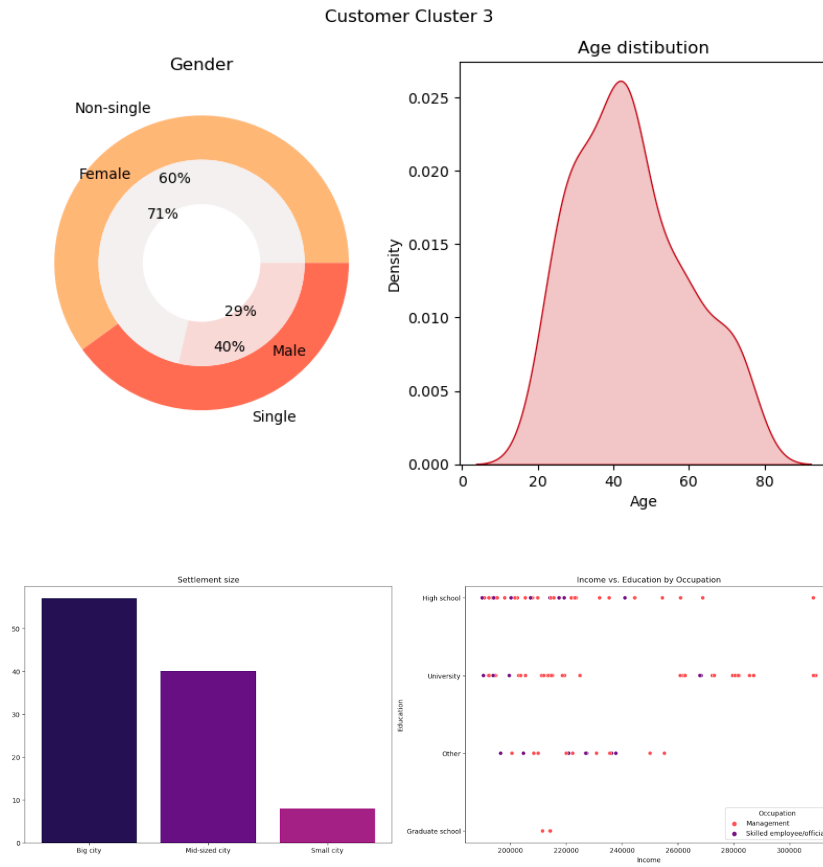 Customer Cluster 3
Gender
Non-single
Female
60%
71%
29%
40%
Male
Single
Age distibution
0.025
0.020
0.015
0.010
0.005
0.000
Density
0
20
40
60
80
Age
Settlement size
50
40
30
20
10
0
Big city
Mid-sized city
Small city
Income vs. Education by Occupation
High school
University
Other
Graduate school
Education
200000
220000
240000
260000
280000
300000
Income
Occupation
Management
Skilled employee/officia